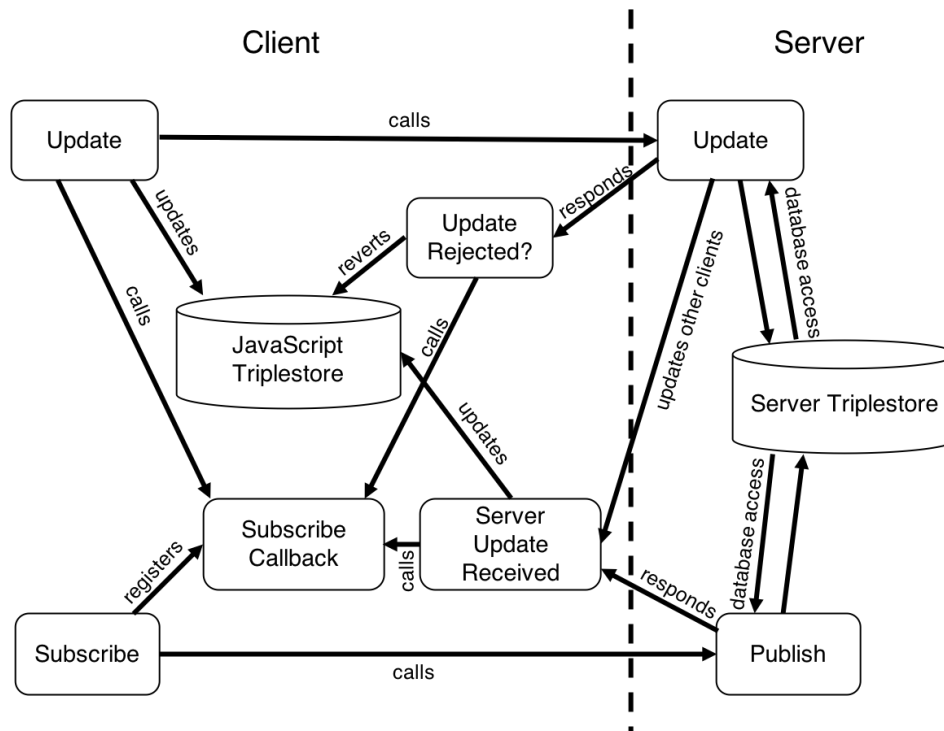 Client
Server
Update
calls
Update
updates
responds
Update
Rejected?
reverts
database access
calls
calls
updates other clients
JavaScript
Triplestore
Server Triplestore
updates
database access
Subscribe
Callback
calls
Server
Update
Received
registers
responds
Subscribe
calls
Publish